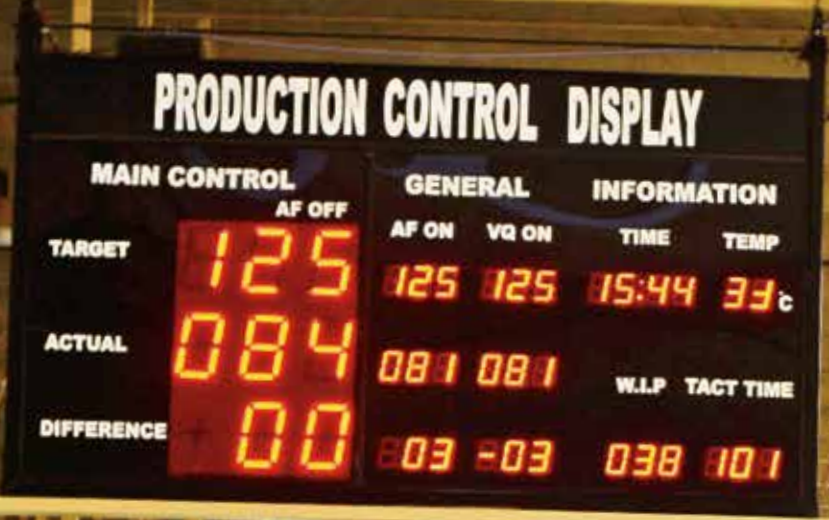 PRODUCTION CONTROL DISPLAY
MAIN CONTROL GENERAL INFORMATION
AF OFF AF ON VQ ON TIME TEMP
TARGET 125 125 125 15:44 33°C
ACTUAL 084 081 081
W.I.P TACT TIME
DIFFERENCE 00 -03 -03 038 101